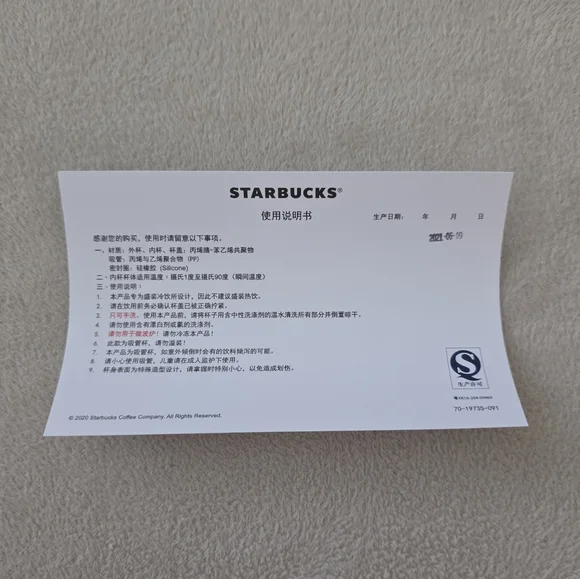 STARBUCKS®
使用说明书
生产日期： 年 月 日
2021-05-09
感谢您的购买。使用时请留意以下事项。
一、材质：外杯、内杯、杯盖：丙烯腈-苯乙烯共聚物
吸管：丙烯与乙烯聚合物 (PP)
密封圈：硅橡胶 (Silicone)
二、内杯杯体适用温度：摄氏1度至摄氏90度（瞬间温度）
三、使用说明：
1. 本产品专为盛装冷饮所设计，因此不建议盛装热饮。
2. 请在饮用前务必确认杯盖已被正确拧紧。
3. 只可手洗。使用本产品前，请将杯子用含中性洗涤剂的温水清洗所有部分并倒置晾干。
4. 请勿使用含有漂白剂或氯的洗涤剂。
5. 请勿用于微波炉！请勿冷冻本产品！
6. 此款为吸管杯，请勿溢装！
7. 本产品为吸管杯，如意外倾倒时会有的饮料倾洩的可能。
8. 请小心使用吸管，儿童请在成人监护下使用。
9. 杯身表面为特殊造型设计，请拿握时特别小心，以免造成划伤。
生产许可
70-19735-091
© 2020 Starbucks Coffee Company. All Rights Reserved.